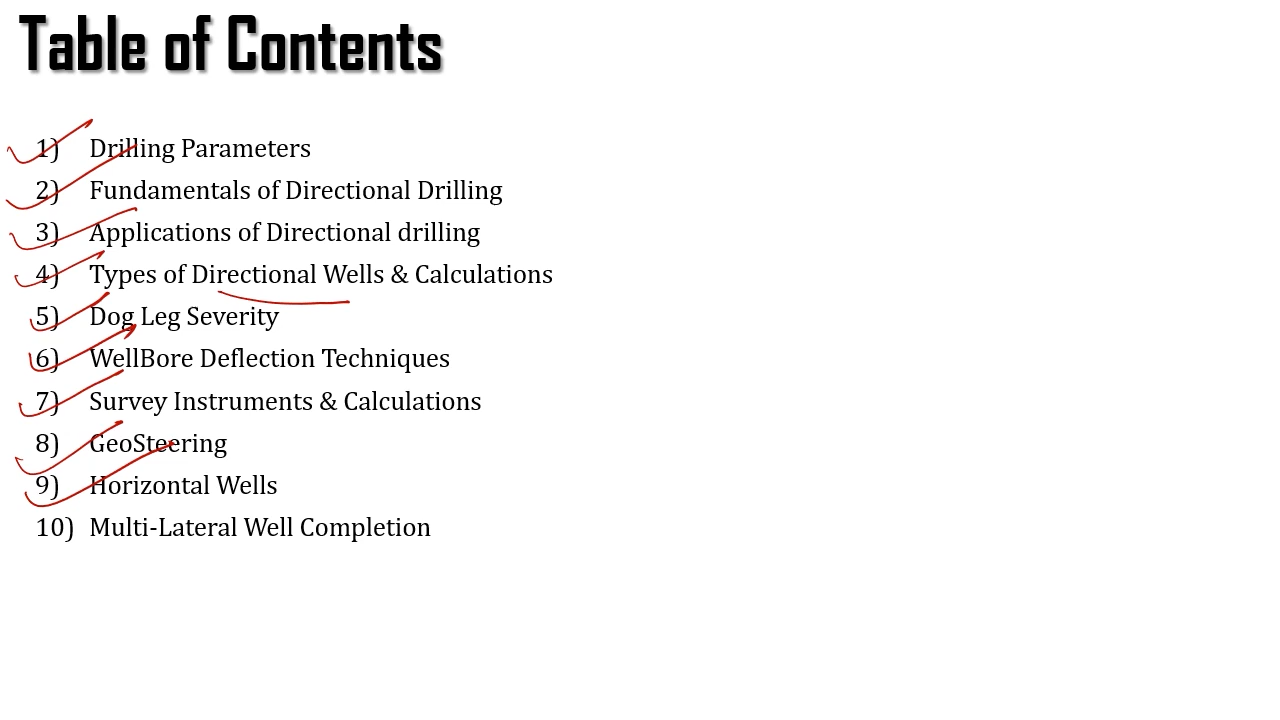 Table of Contents
1) Drilling Parameters
2) Fundamentals of Directional Drilling
3) Applications of Directional drilling
4) Types of Directional Wells & Calculations
5) Dog Leg Severity
6) WellBore Deflection Techniques
7) Survey Instruments & Calculations
8) GeoSteering
9) Horizontal Wells
10) Multi-Lateral Well Completion